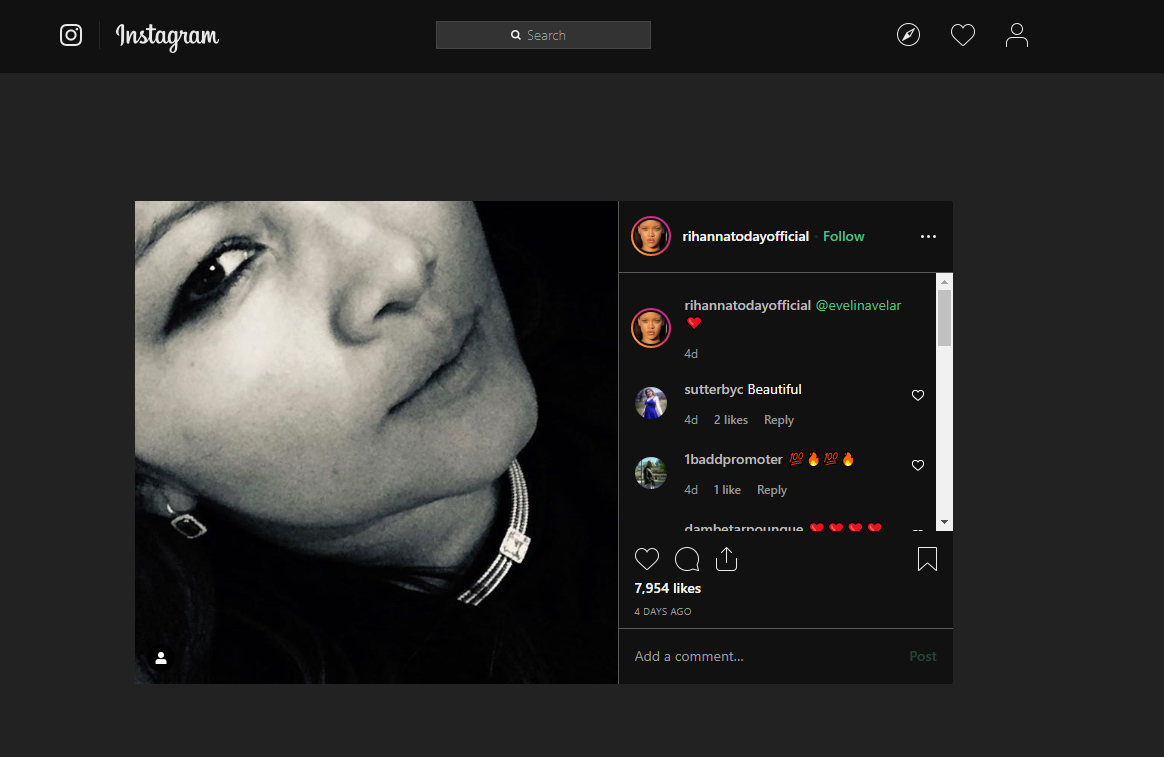 Instagram
Search
rihannatodayofficial · Follow
rihannatodayofficial @evelinavelar
❤️
4d
sutterbyc Beautiful
4d 2 likes Reply
1baddpromoter 💯🔥💯🔥
4d 1 like Reply
❤️❤️❤️❤️
7,954 likes
4 DAYS AGO
Add a comment... Post